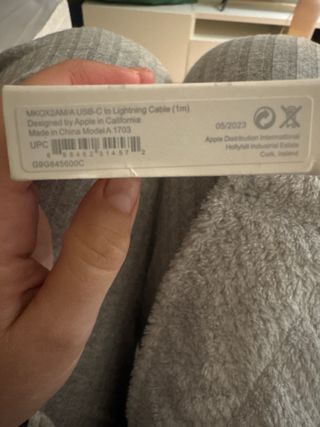 MKQX2AM/A USB-C to Lightning Cable (1m)
Designed by Apple in California
Made in China Model A 1703
UPC
G9G845600C
05/2023
Apple Distribution International
Hollyhill Industrial Estate
Cork, Ireland